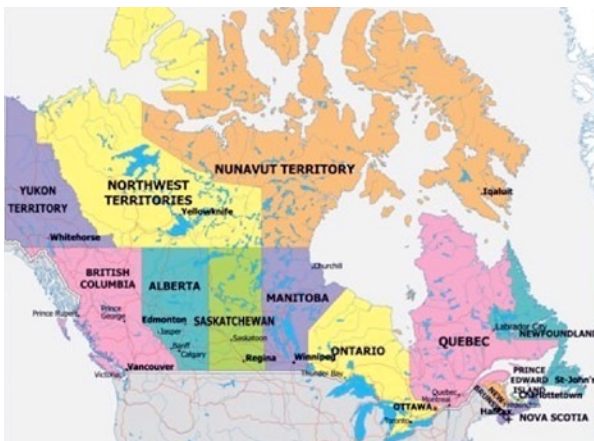 NUNAVUT TERRITORY
Iqaluit
NORTHWEST
TERRITORIES
Yellowknife
YUKON
TERRITORY
Whitehorse
BRITISH
COLUMBIA
Prince Rupert
Prince
George
Victoria
Vancouver
ALBERTA
Edmonton
Jasper
Banff
Calgary
SASKATCHEWAN
Saskatoon
Regina
MANITOBA
Churchill
Winnipeg
ONTARIO
Thunder Bay
OTTAWA
Toronto
QUEBEC
Quebec
Montreal
Labrador City
NEWFOUNDLAND
St-John's
PRINCE
EDWARD
ISLAND
Charlottetown
NEW
Halifax
NOVA SCOTIA